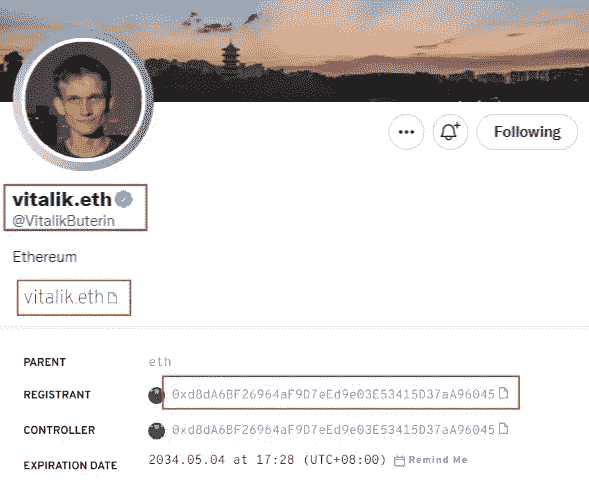 Following
vitalik.eth
@VitalikButerin
Ethereum
vitalik.eth
PARENT eth
REGISTRANT 0xd8dA6BF26964aF9D7eEd9e03E53415D37aA96045
CONTROLLER 0xd8dA6BF26964aF9D7eEd9e03E53415D37aA96045
EXPIRATION DATE 2034.05.04 at 17:28 (UTC+08:00) Remind Me